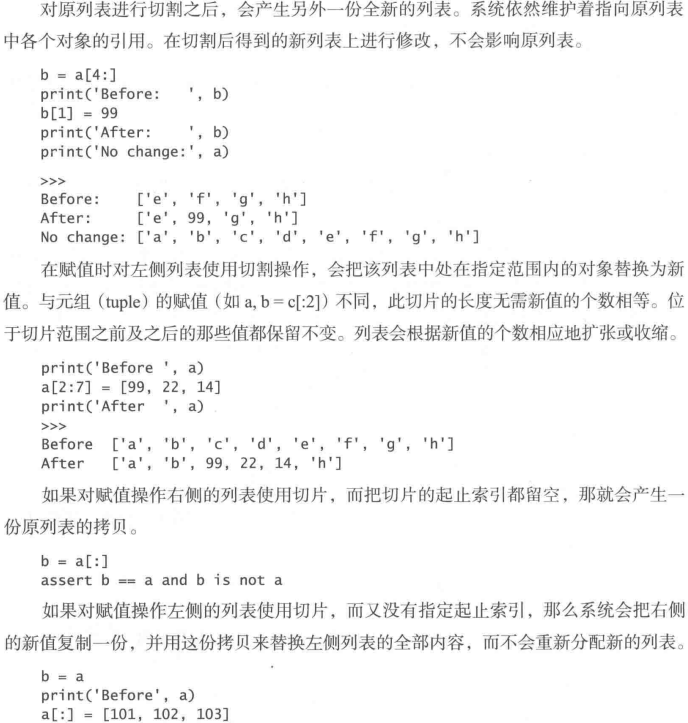 对原列表进行切割之后，会产生另外一份全新的列表。系统依然维护着指向原列表
中各个对象的引用。在切割后得到的新列表上进行修改，不会影响原列表。
b = a[4:]
print('Before:   ', b)
b[1] = 99
print('After:    ', b)
print('No change:', a)
>>>
Before:    ['e', 'f', 'g', 'h']
After:     ['e', 99, 'g', 'h']
No change: ['a', 'b', 'c', 'd', 'e', 'f', 'g', 'h']
在赋值时对左侧列表使用切割操作，会把该列表中处在指定范围内的对象替换为新
值。与元组（tuple）的赋值（如 a, b = c[:2]）不同，此切片的长度无需新值的个数相等。位
于切片范围之前及之后的那些值都保留不变。列表会根据新值的个数相应地扩张或收缩。
print('Before ', a)
a[2:7] = [99, 22, 14]
print('After  ', a)
>>>
Before  ['a', 'b', 'c', 'd', 'e', 'f', 'g', 'h']
After   ['a', 'b', 99, 22, 14, 'h']
如果对赋值操作右侧的列表使用切片，而把切片的起止索引都留空，那就会产生一
份原列表的拷贝。
b = a[:]
assert b == a and b is not a
如果对赋值操作左侧的列表使用切片，而又没有指定起止索引，那么系统会把右侧
的新值复制一份，并用这份拷贝来替换左侧列表的全部内容，而不会重新分配新的列表。
b = a
print('Before', a)
a[:] = [101, 102, 103]